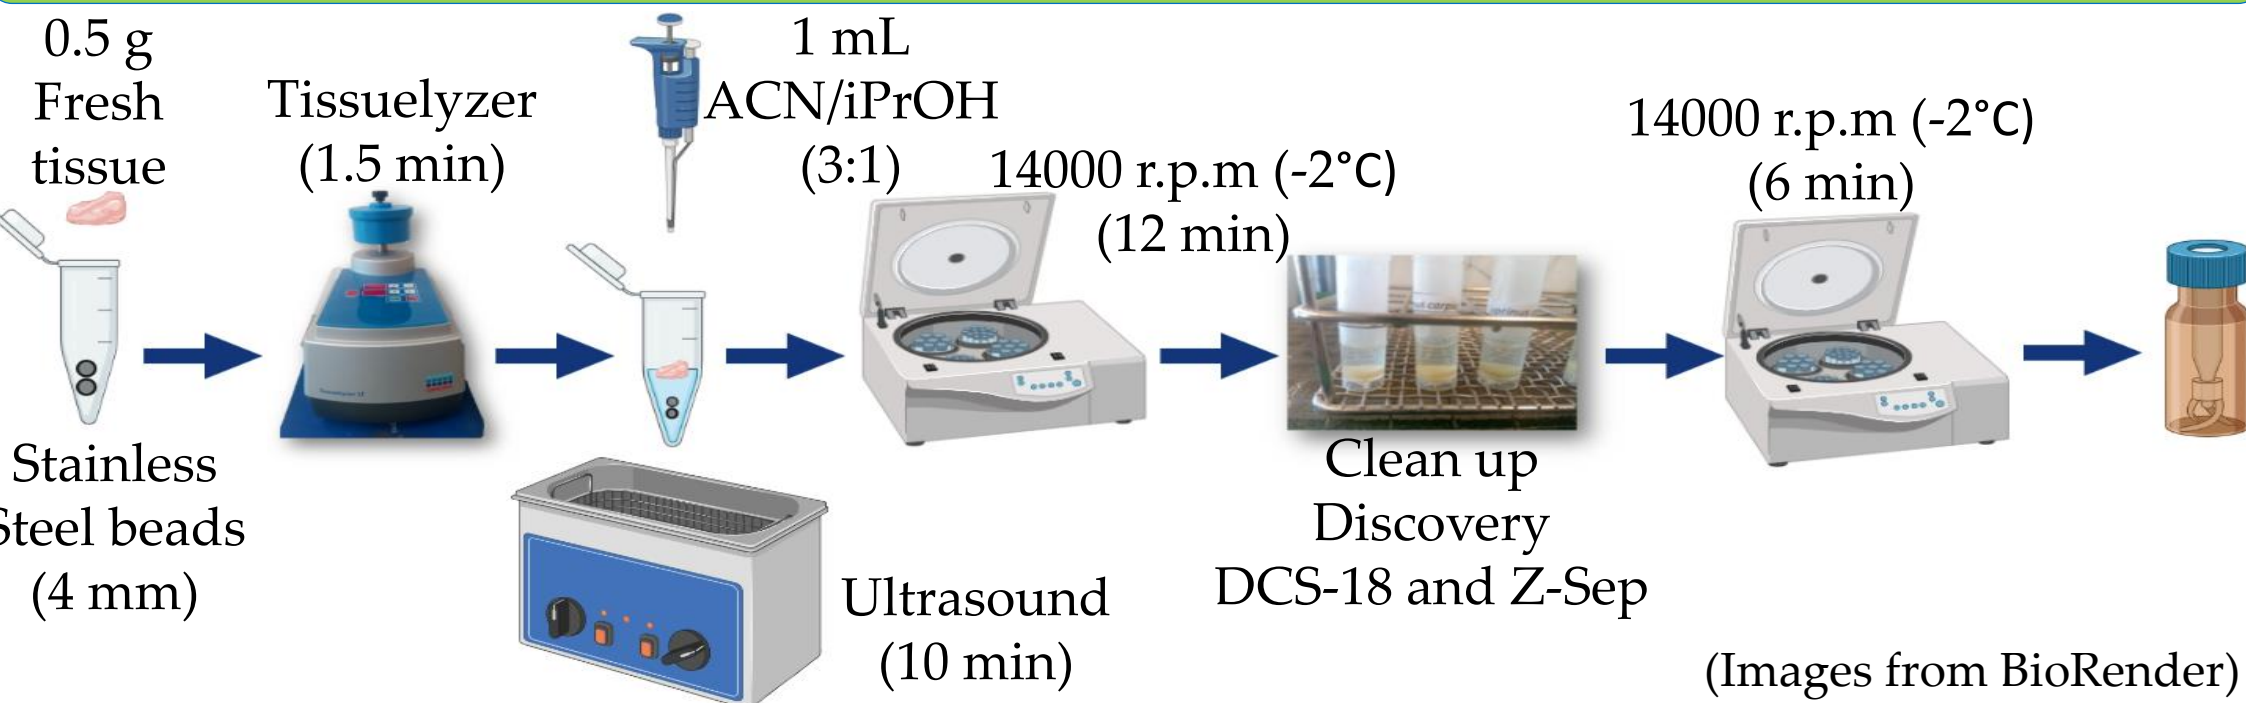 0.5 g
Fresh
tissue
Stainless
Steel beads
(4 mm)
Tissuelyzer
(1.5 min)
1 mL
ACN/iPrOH
(3:1)
Ultrasound
(10 min)
14000 r.p.m (-2°C)
(12 min)
Clean up
Discovery
DCS-18 and Z-Sep
14000 r.p.m (-2°C)
(6 min)
(Images from BioRender)